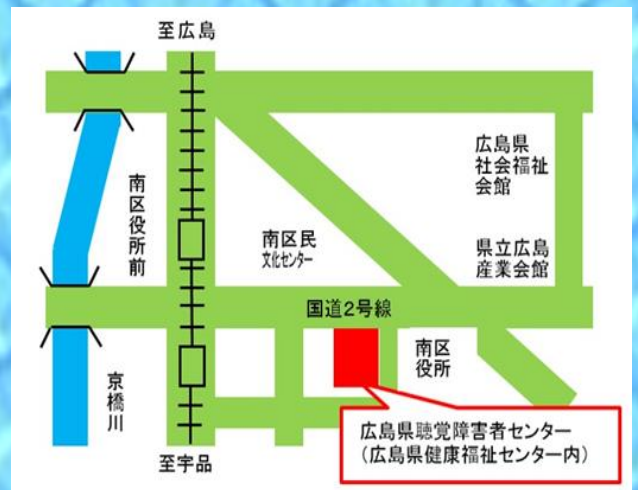 至広島
広島県
社会福祉
会館
南区役所前
南区民
文化センター
県立広島
産業会館
国道2号線
南区
役所
京橋川
広島県聴覚障害者センター
（広島県健康福祉センター内）
至宇品